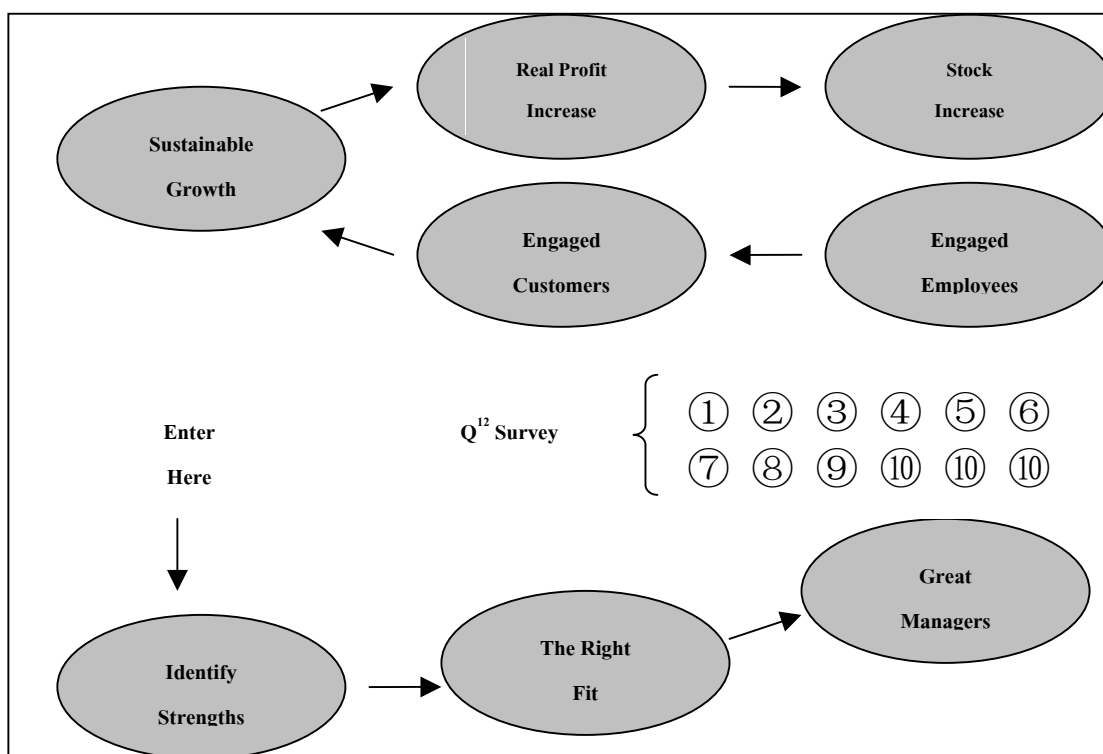 Real Profit
Increase
Stock
Increase
Sustainable
Growth
Engaged
Customers
Engaged
Employees
Enter
Here
Q¹² Survey
① ② ③ ④ ⑤ ⑥
⑦ ⑧ ⑨ ⑩ ⑩ ⑩
Great
Managers
The Right
Fit
Identify
Strengths